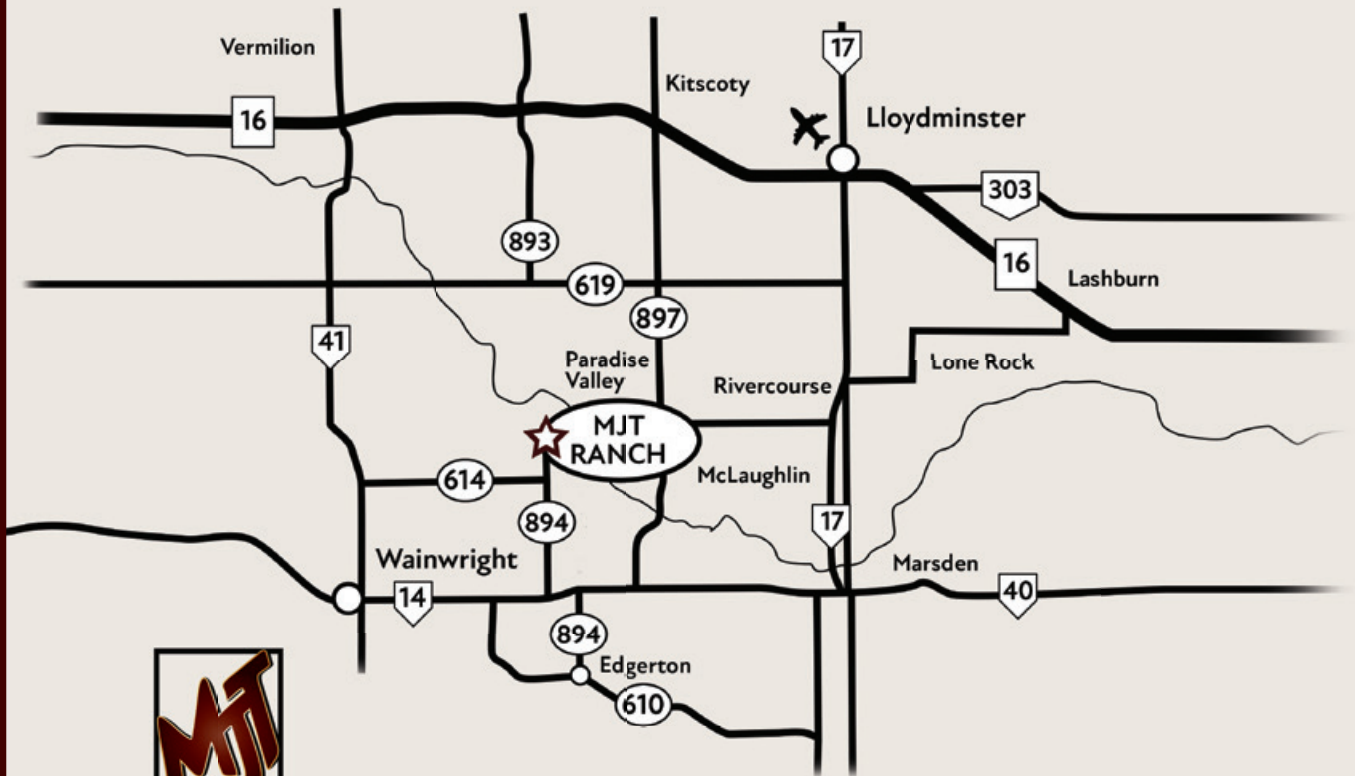 Vermilion
17
Kitscoty
16
Lloydminster
303
893
16
619
Lashburn
897
41
Paradise
Valley
Lone Rock
Rivercourse
MJT
RANCH
614
McLaughlin
894
17
Wainwright
Marsden
14
40
894
Edgerton
610
MJT